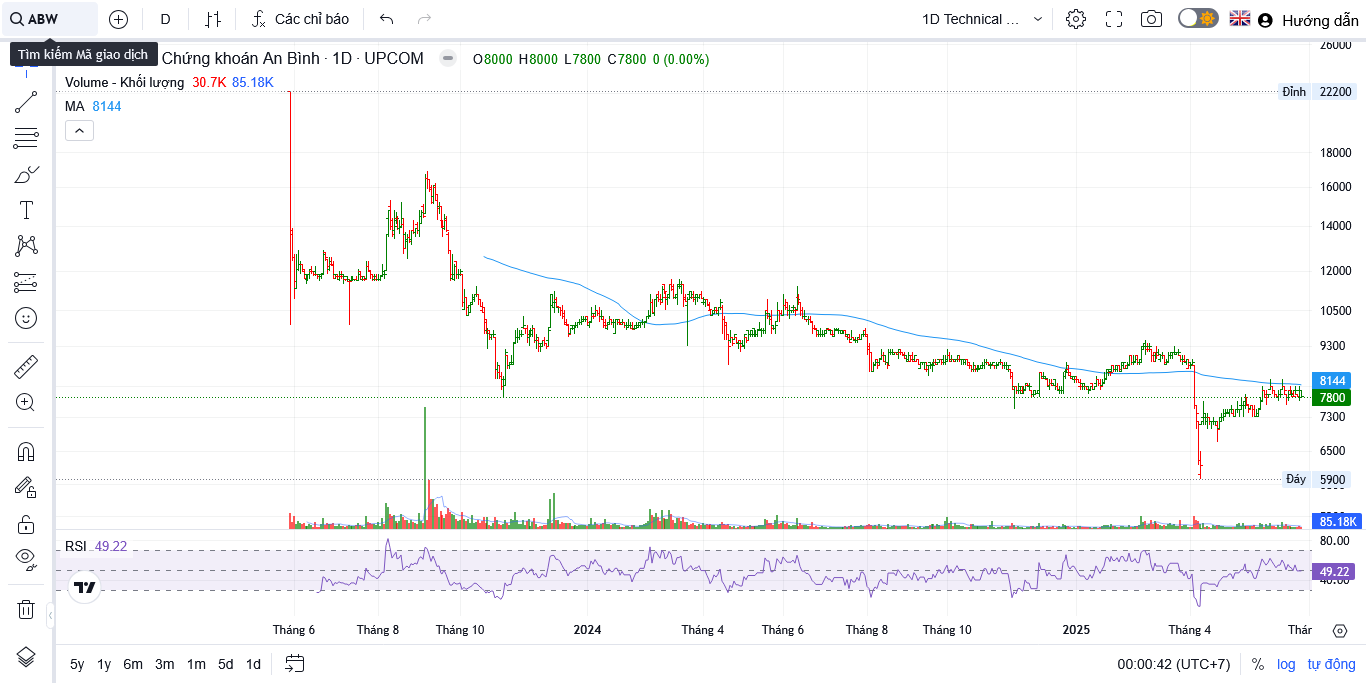 ABW
D
Các chỉ báo
1D Technical ...
Hướng dẫn
Tìm kiếm Mã giao dịch
Chứng khoán An Bình · 1D · UPCOM
O8000 H8000 L7800 C7800 0 (0.00%)
Volume - Khối lượng 30.7K 85.18K
MA 8144
26000
Đỉnh 22200
18000
16000
14000
12000
10500
9300
8144
7800
7300
6500
Đáy 5900
85.18K
RSI 49.22
80.00
49.22
40.00
Tháng 6 Tháng 8 Tháng 10 2024 Tháng 4 Tháng 6 Tháng 8 Tháng 10 2025 Tháng 4 Thár
5y 1y 6m 3m 1m 5d 1d
00:00:42 (UTC+7) % log tự động